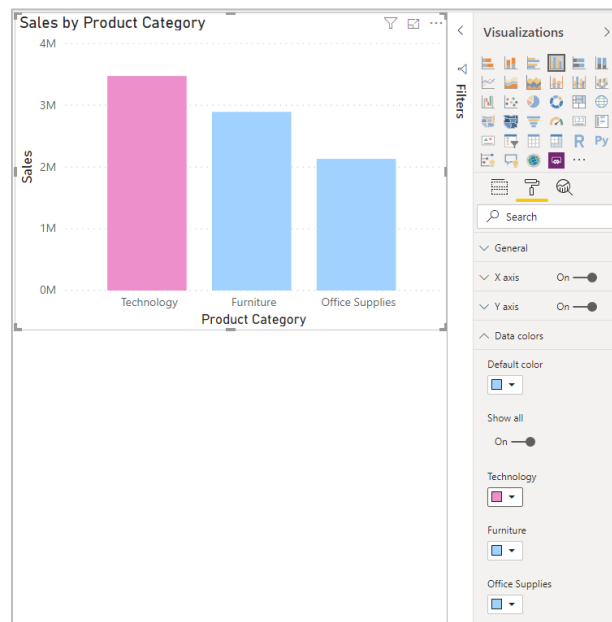 Sales by Product Category
4M
3M
2M
1M
0M
Sales
Technology
Furniture
Office Supplies
Product Category
Filters
Visualizations
123
R
Py
Search
General
X axis
On
Y axis
On
Data colors
Default color
Show all
On
Technology
Furniture
Office Supplies